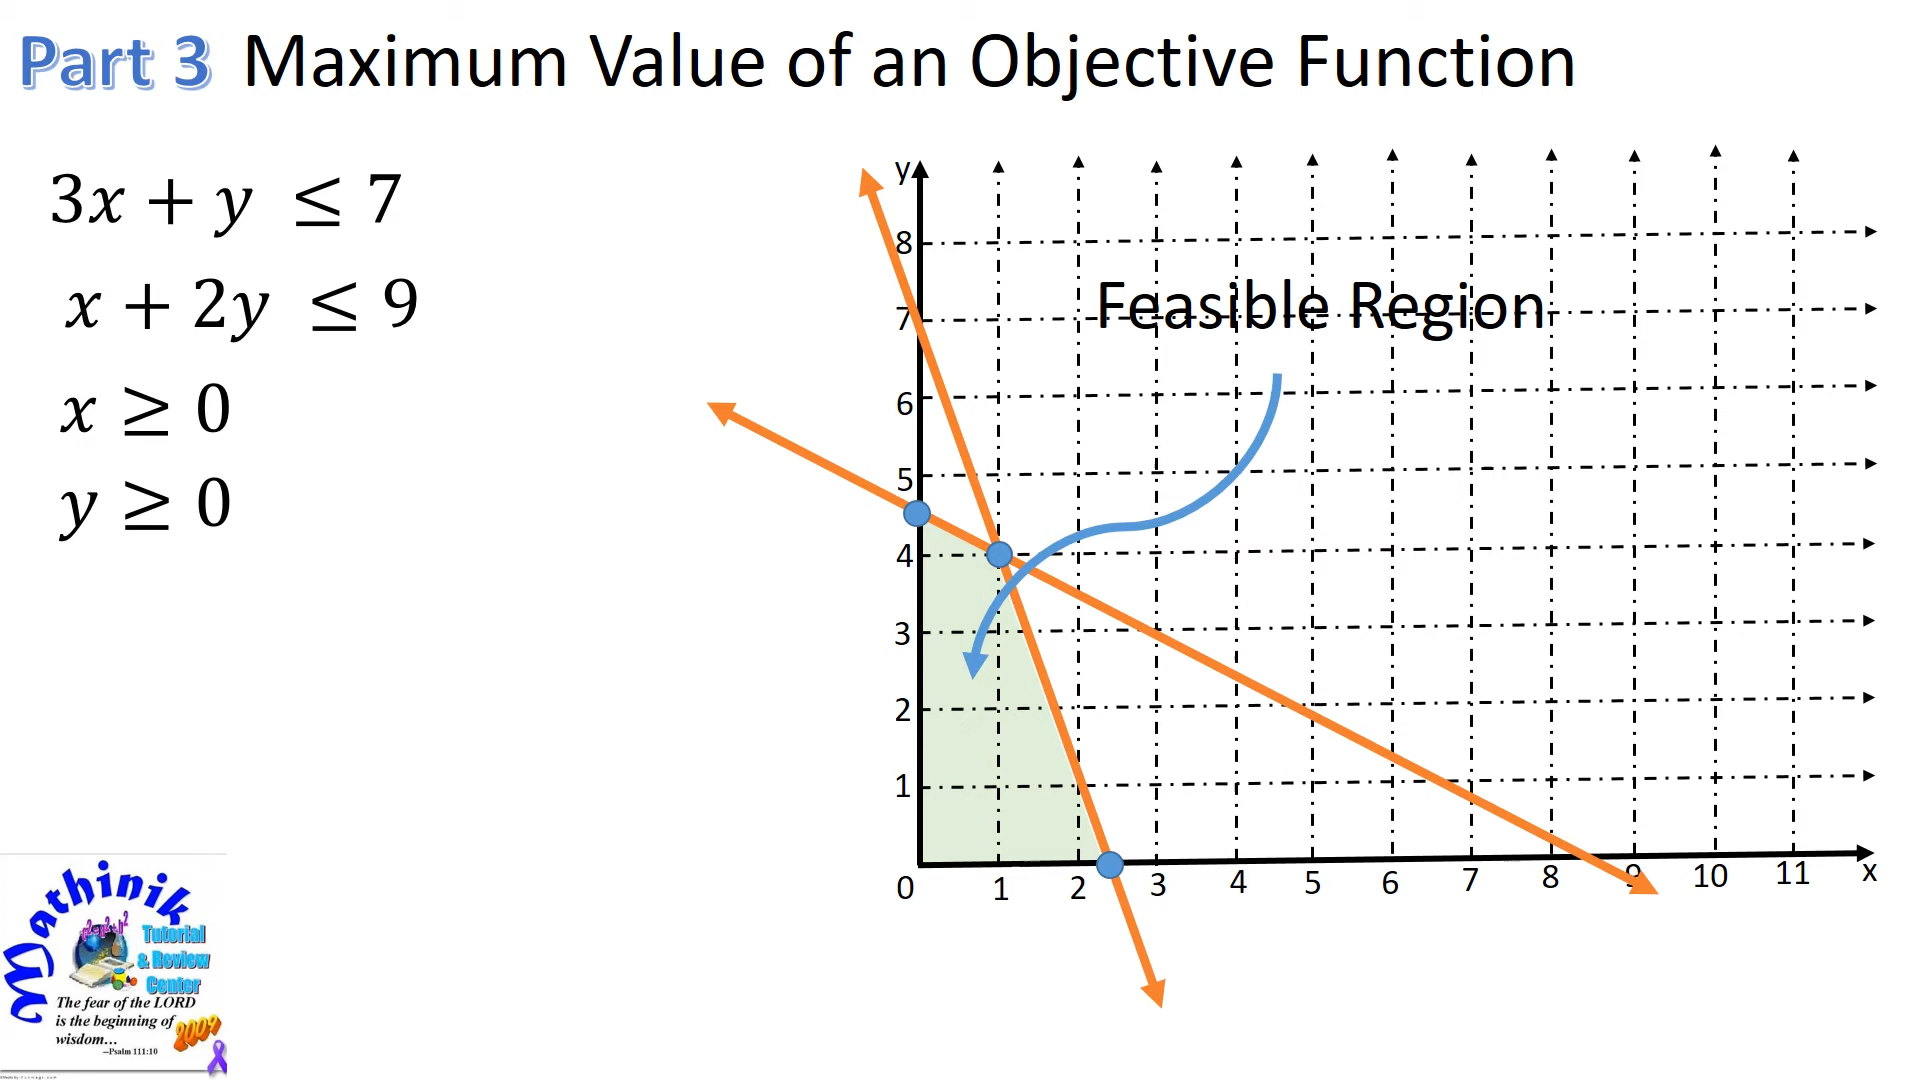 Part 3 Maximum Value of an Objective Function
3x + y ≤ 7
x + 2y ≤ 9
x ≥ 0
y ≥ 0
y
8
7
6
5
4
3
2
1
Feasible Region
0 1 2 3 4 5 6 7 8 9 10 11 x
Mathinik
Tutorial
& Review
Center
The fear of the LORD
is the beginning of
wisdom...
--Psalm 111:10
2009